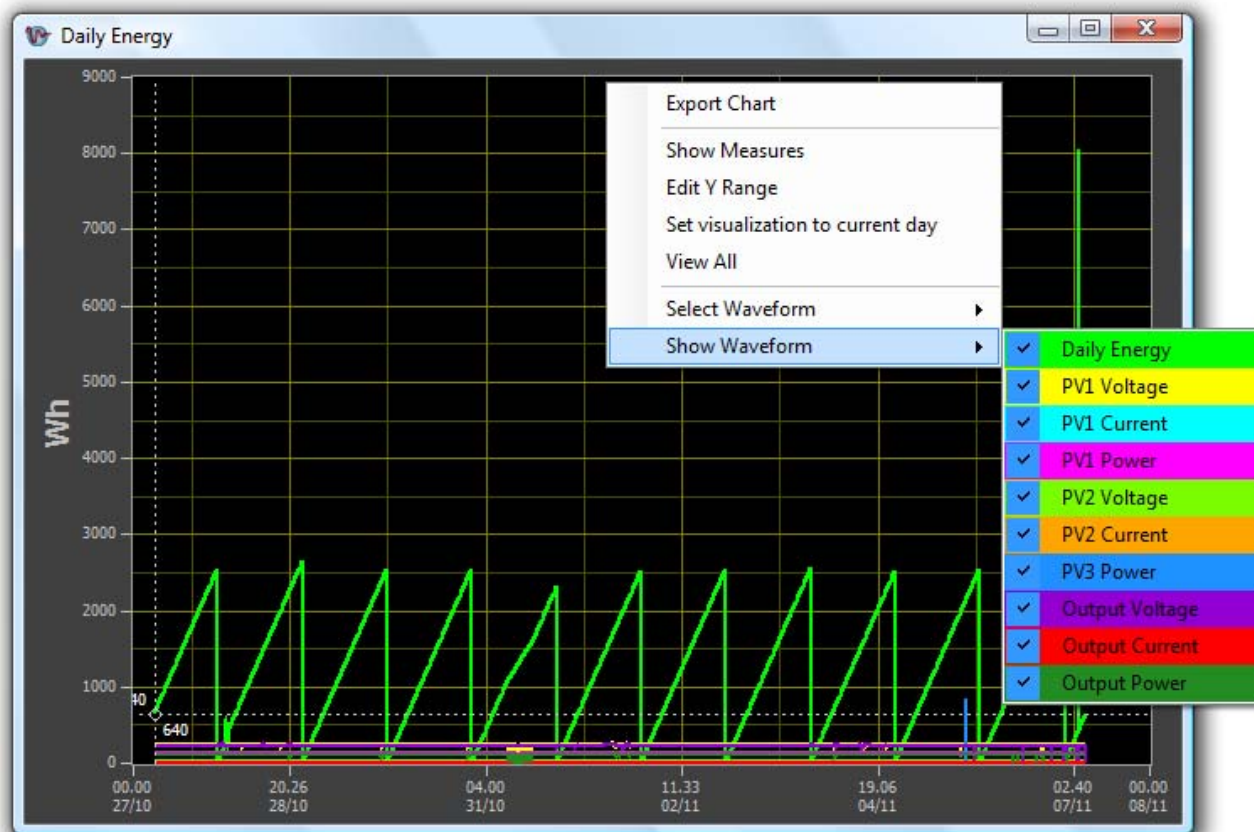 Daily Energy
9000
8000
7000
6000
5000
4000
3000
2000
1000
0
Wh
40
640
00.00 20.26 04.00 11.33 19.06 02.40 00.00
27/10 28/10 31/10 02/11 04/11 07/11 08/11
Export Chart
Show Measures
Edit Y Range
Set visualization to current day
View All
Select Waveform
Show Waveform
Daily Energy
PV1 Voltage
PV1 Current
PV1 Power
PV2 Voltage
PV2 Current
PV3 Power
Output Voltage
Output Current
Output Power